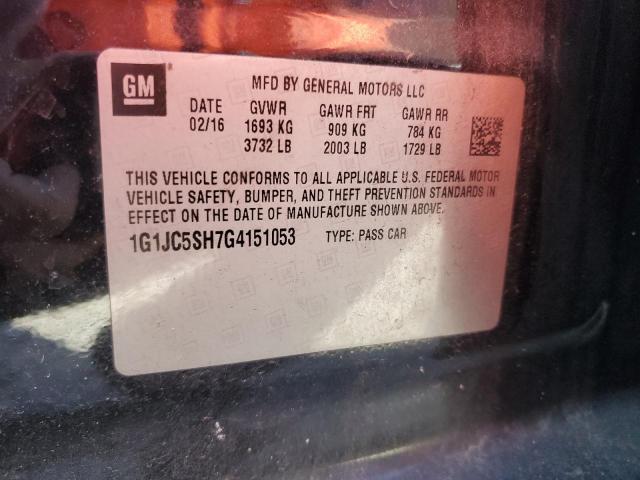 GM
MFD BY GENERAL MOTORS LLC
DATE GVWR GAWR FRT GAWR RR
02/16 1693 KG 909 KG 784 KG
3732 LB 2003 LB 1729 LB
THIS VEHICLE CONFORMS TO ALL APPLICABLE U.S. FEDERAL MOTOR
VEHICLE SAFETY, BUMPER, AND THEFT PREVENTION STANDARDS IN
EFFECT ON THE DATE OF MANUFACTURE SHOWN ABOVE.
1G1JC5SH7G4151053 TYPE: PASS CAR